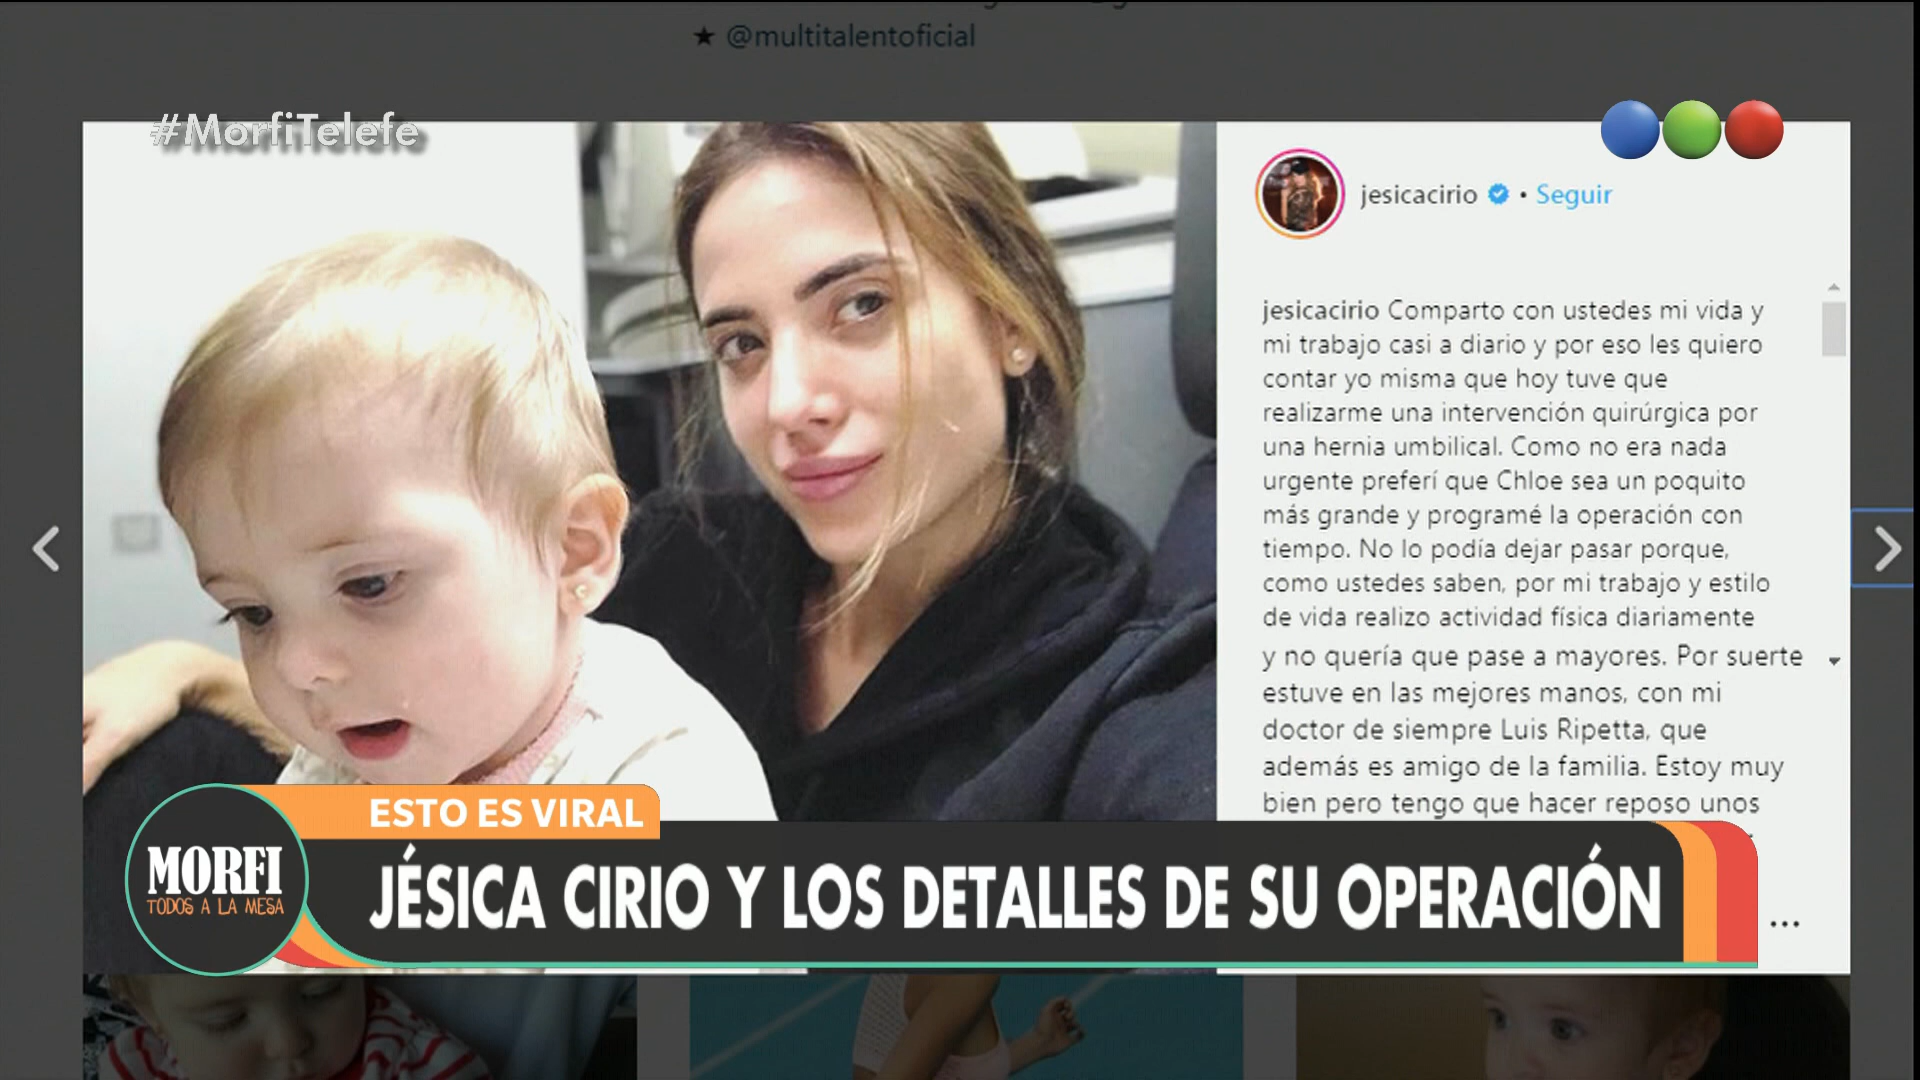 ★ @multitalentoficial
#MorfiTelefe
jesicacirio • Seguir
jesicacirio Comparto con ustedes mi vida y
mi trabajo casi a diario y por eso les quiero
contar yo misma que hoy tuve que
realizarme una intervención quirúrgica por
una hernia umbilical. Como no era nada
urgente preferí que Chloe sea un poquito
más grande y programé la operación con
tiempo. No lo podía dejar pasar porque,
como ustedes saben, por mi trabajo y estilo
de vida realizo actividad física diariamente
y no quería que pase a mayores. Por suerte
estuve en las mejores manos, con mi
doctor de siempre Luis Ripetta, que
además es amigo de la familia. Estoy muy
bien pero tengo que hacer reposo unos
ESTO ES VIRAL
MORFI
TODOS A LA MESA
JÉSICA CIRIO Y LOS DETALLES DE SU OPERACIÓN
...